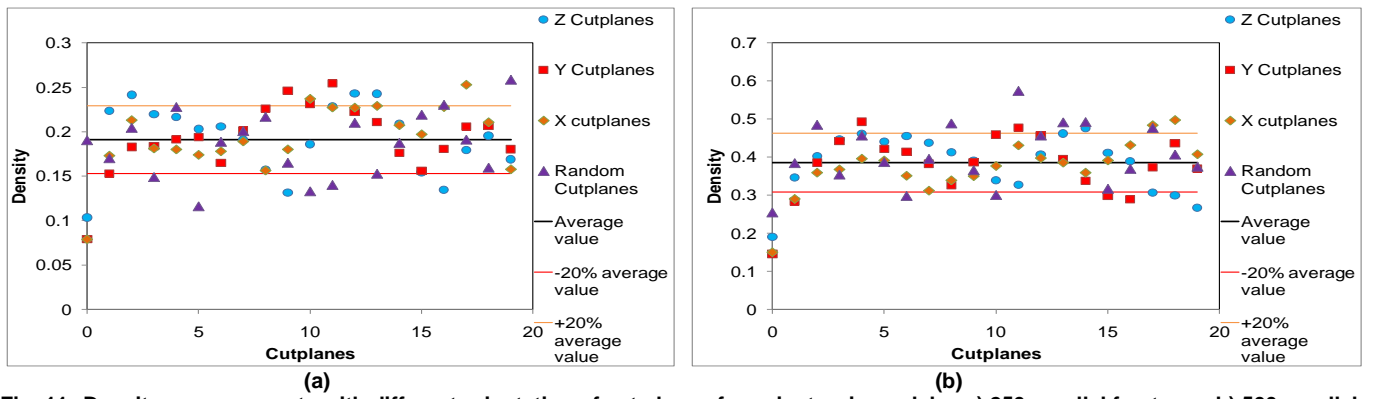 0.3
0.25
0.2
0.15
0.1
0.05
0
Density
0
5
10
15
20
Cutplanes
Z Cutplanes
Y Cutplanes
X cutplanes
Random
Cutplanes
Average
value
-20% average
value
+20%
average
value
(a)
0.7
0.6
0.5
0.4
0.3
0.2
0.1
0
Density
0
5
10
15
20
Cutplanes
Z Cutplanes
Y Cutplanes
X cutplanes
Random
Cutplanes
Average
value
-20% average
value
+20%
average
value
(b)